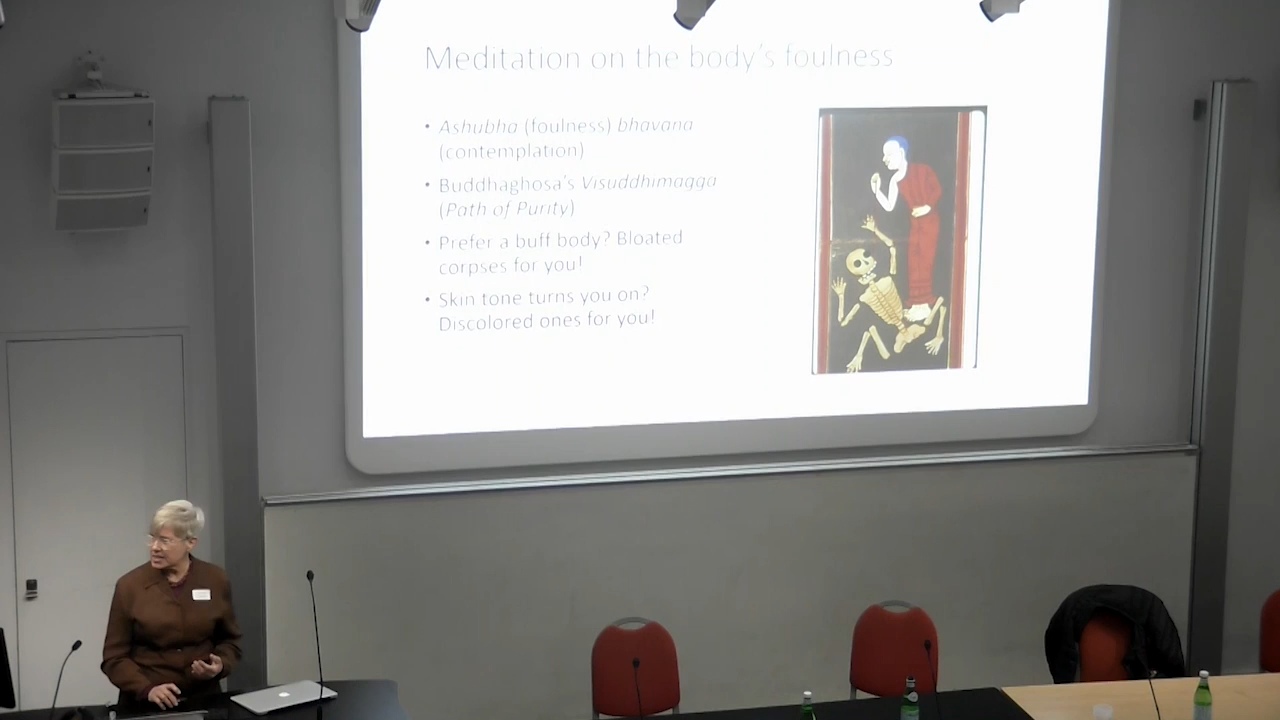 Meditation on the body's foulness
• Ashubha (foulness) bhavana
(contemplation)
• Buddhaghosa's Visuddhimagga
(Path of Purity)
• Prefer a buff body? Bloated
corpses for you!
• Skin tone turns you on?
Discolored ones for you!